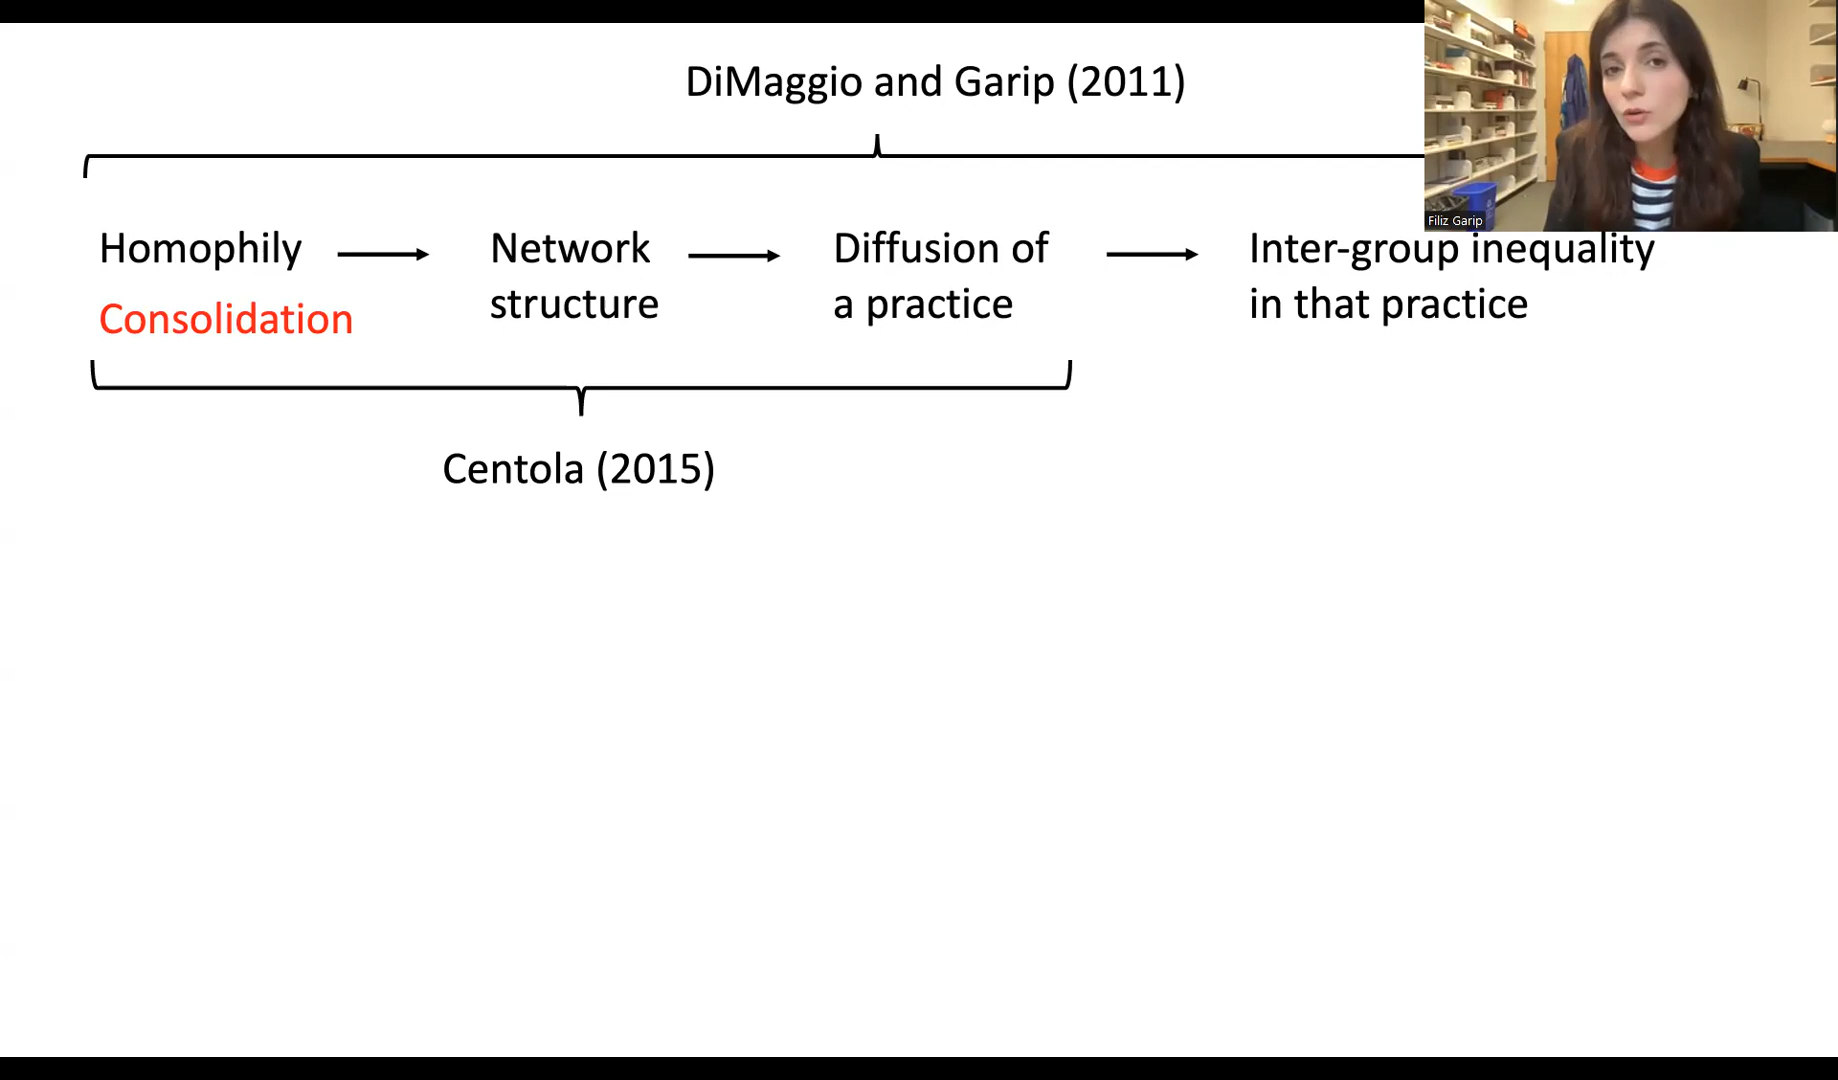 DiMaggio and Garip (2011)
Filiz Garip
Homophily
Network
Diffusion of
Inter-group inequality
Consolidation
structure
a practice
in that practice
Centola (2015)